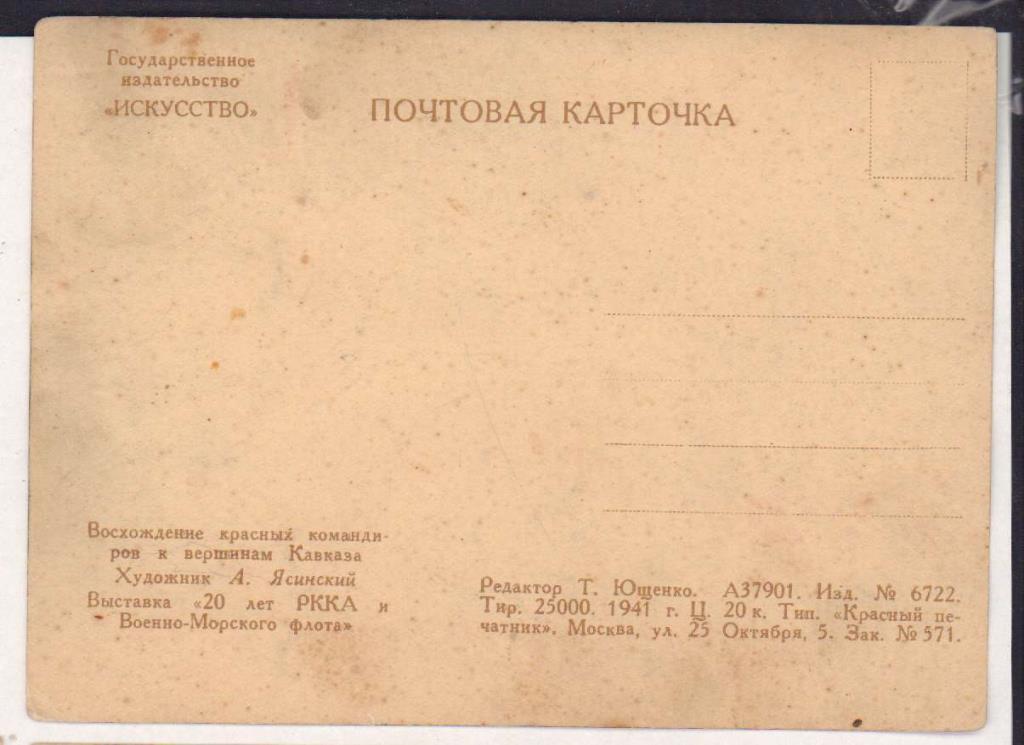 Государственное
издательство
«ИСКУССТВО»
ПОЧТОВАЯ КАРТОЧКА
Восхождение красных команди-
ров к вершинам Кавказа
Художник А. Ясинский
Выставка «20 лет РККА и
Военно-Морского флота»
Редактор Т. Ющенко. А37901. Изд. № 6722.
Тир. 25000. 1941 г. Ц. 20 к. Тип. «Красный пе-
чатник». Москва, ул. 25 Октября, 5. Зак. № 571.